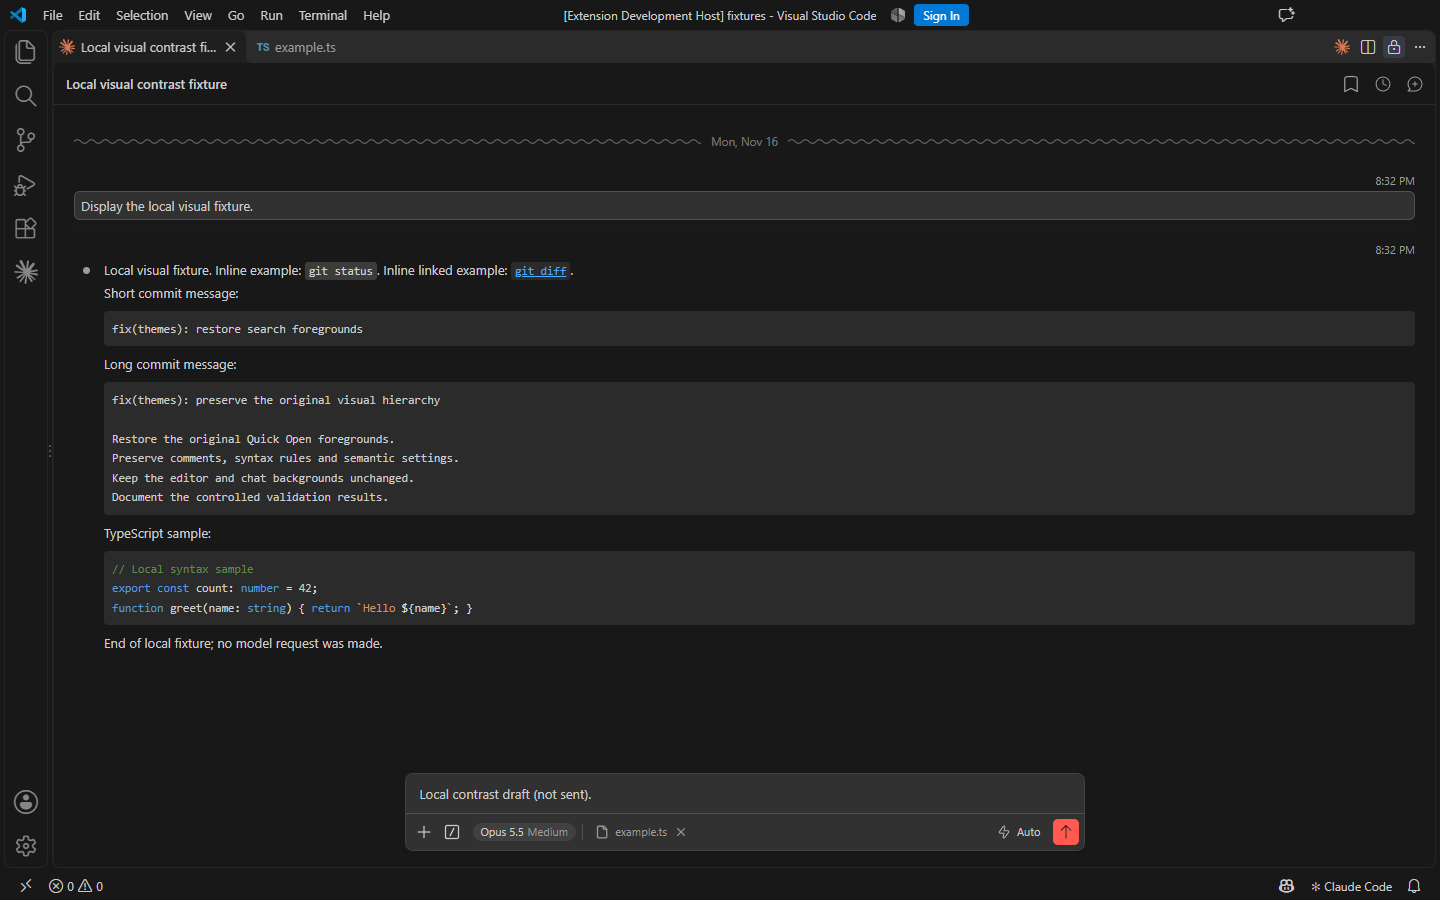 File Edit Selection View Go Run Terminal Help
[Extension Development Host] fixtures - Visual Studio Code
Sign In
Local visual contrast fi...
TS example.ts
Local visual contrast fixture
Mon, Nov 16
8:32 PM
Display the local visual fixture.
8:32 PM
Local visual fixture. Inline example: git status. Inline linked example: git diff.
Short commit message:
fix(themes): restore search foregrounds
Long commit message:
fix(themes): preserve the original visual hierarchy
Restore the original Quick Open foregrounds.
Preserve comments, syntax rules and semantic settings.
Keep the editor and chat backgrounds unchanged.
Document the controlled validation results.
TypeScript sample:
// Local syntax sample
export const count: number = 42;
function greet(name: string) { return `Hello ${name}`; }
End of local fixture; no model request was made.
Local contrast draft (not sent).
Opus 5.5 Medium
example.ts
Auto
0 0
Claude Code